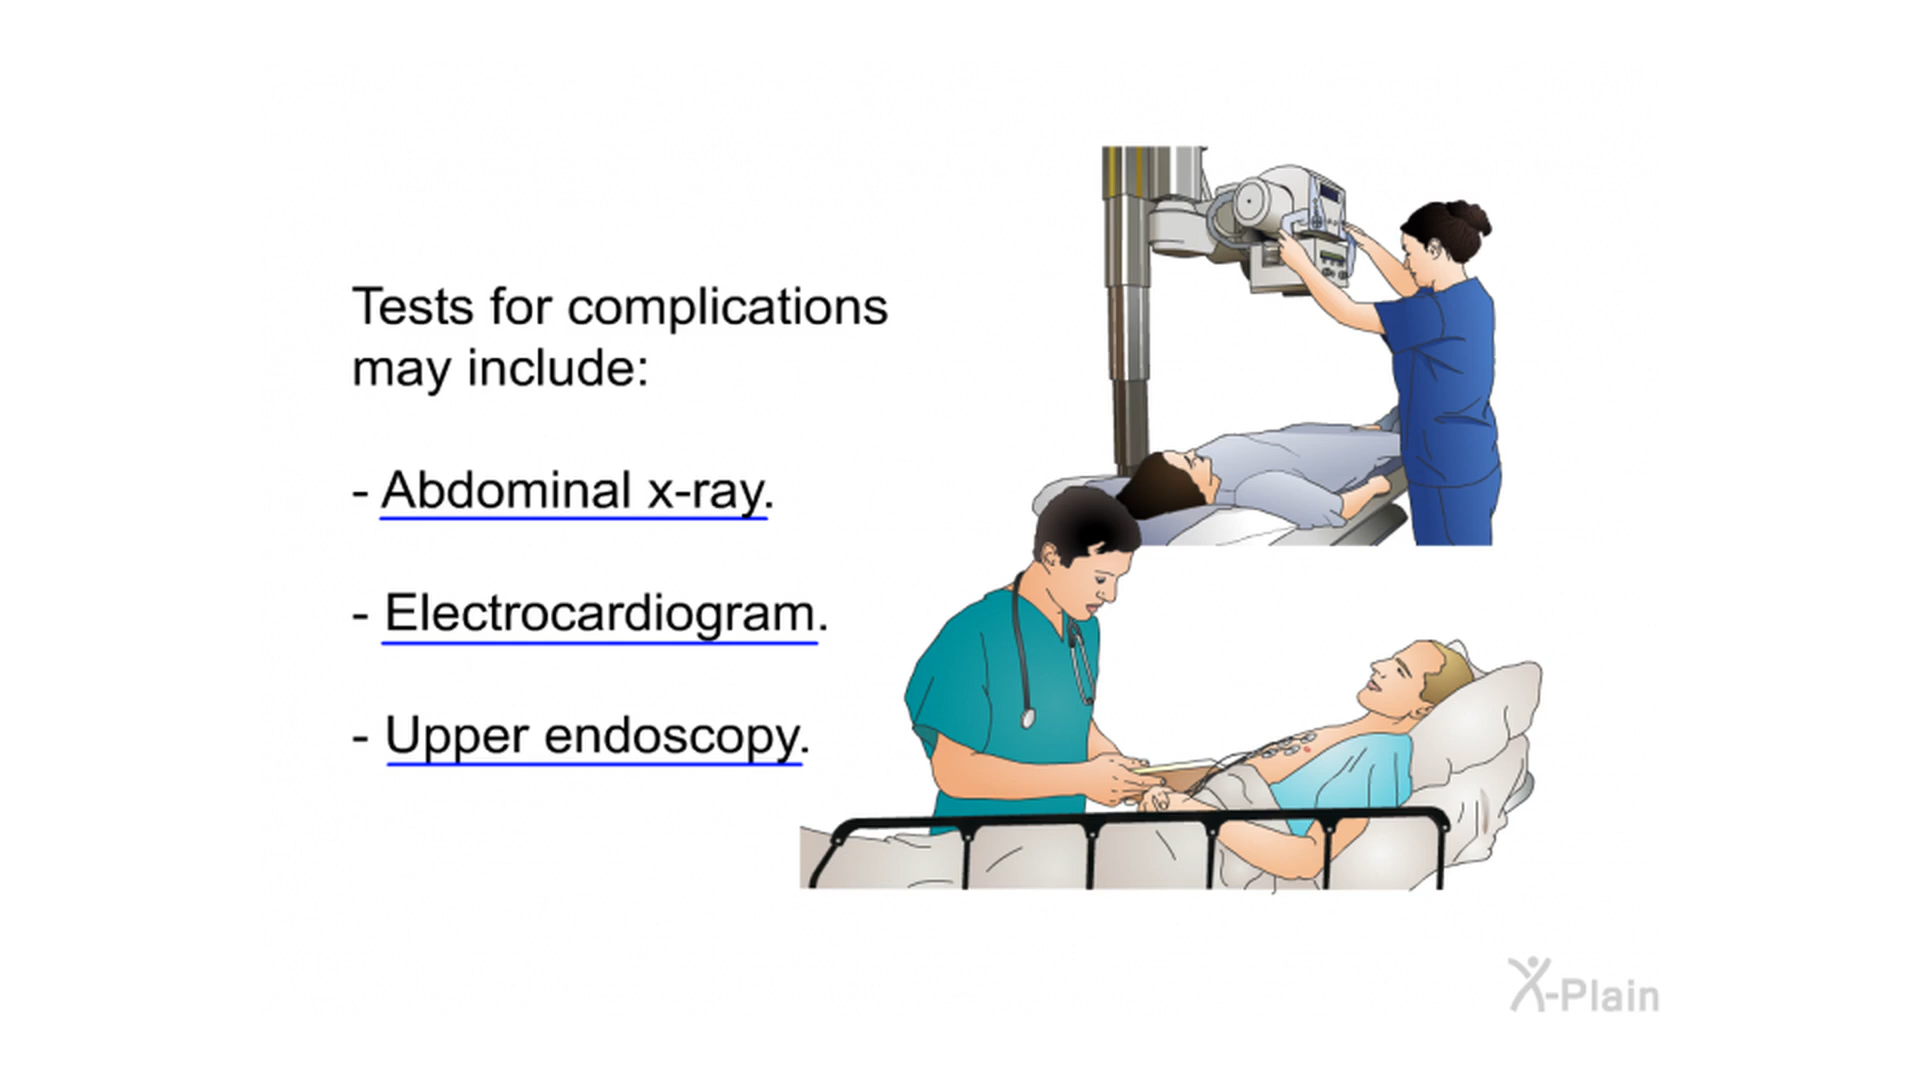 Tests for complications
may include:
- Abdominal x-ray.
- Electrocardiogram.
- Upper endoscopy.
X-Plain